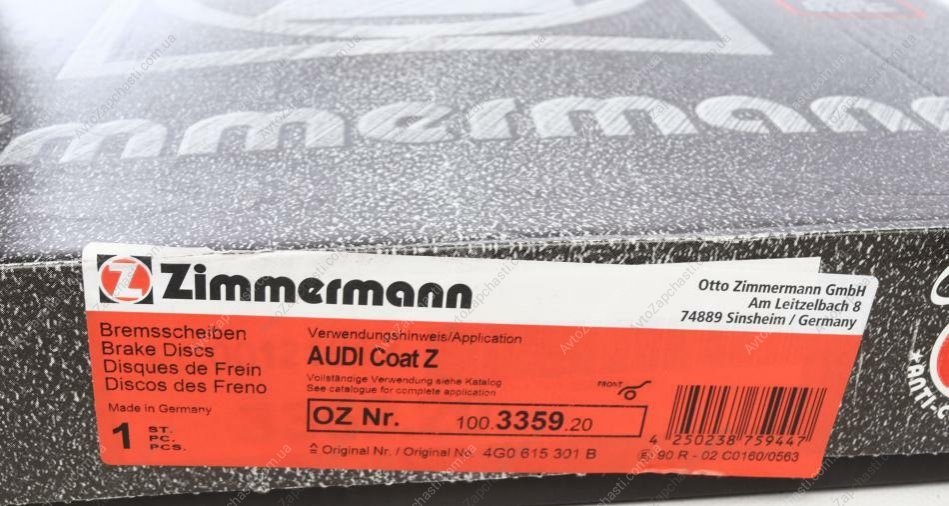 Zimmermann
Otto Zimmermann GmbH
Am Leitzelbach 8
74889 Sinsheim / Germany
Bremsscheiben
Brake Discs
Disques de Frein
Discos des Freno
Made in Germany
1 ST.
PC.
PCS.
Verwendungshinweis/Application
AUDI Coat Z
Vollständige Verwendung siehe Katalog
See catalogue for complete application
FRONT
OZ Nr. 100.3359.20
≙ Original Nr. / Original No. 4G0 615 301 B
4 250238 759447
90 R - 02 C0160/0563
AvtoZapchasti.com.ua